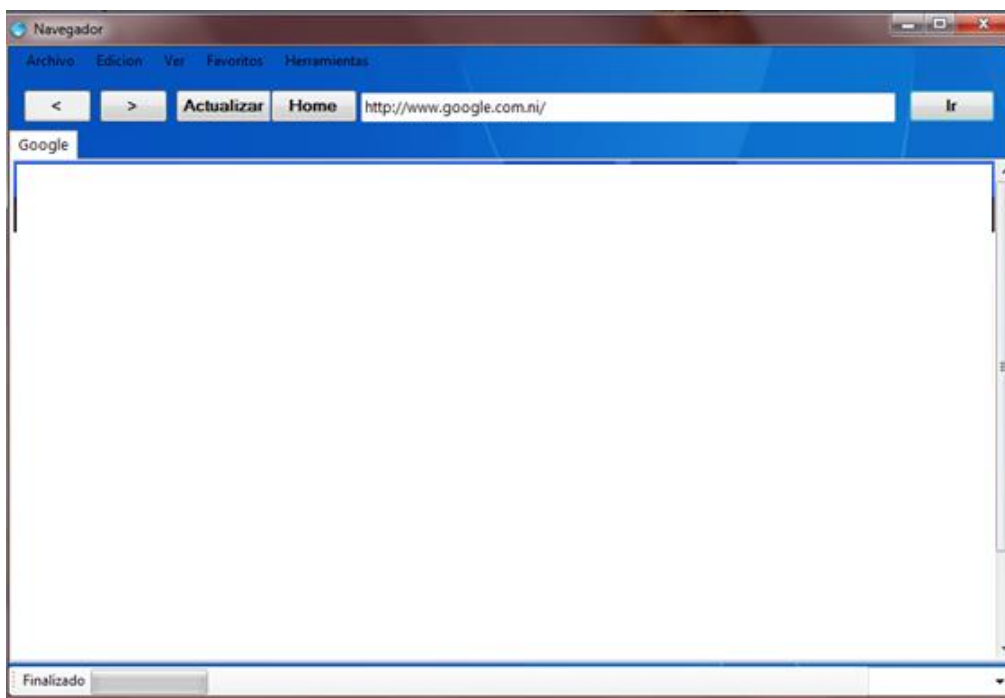 Navegador
Archivo Edicion Ver Favoritos Herramientas
< > Actualizar Home http://www.google.com.ni/ Ir
Google
Finalizado